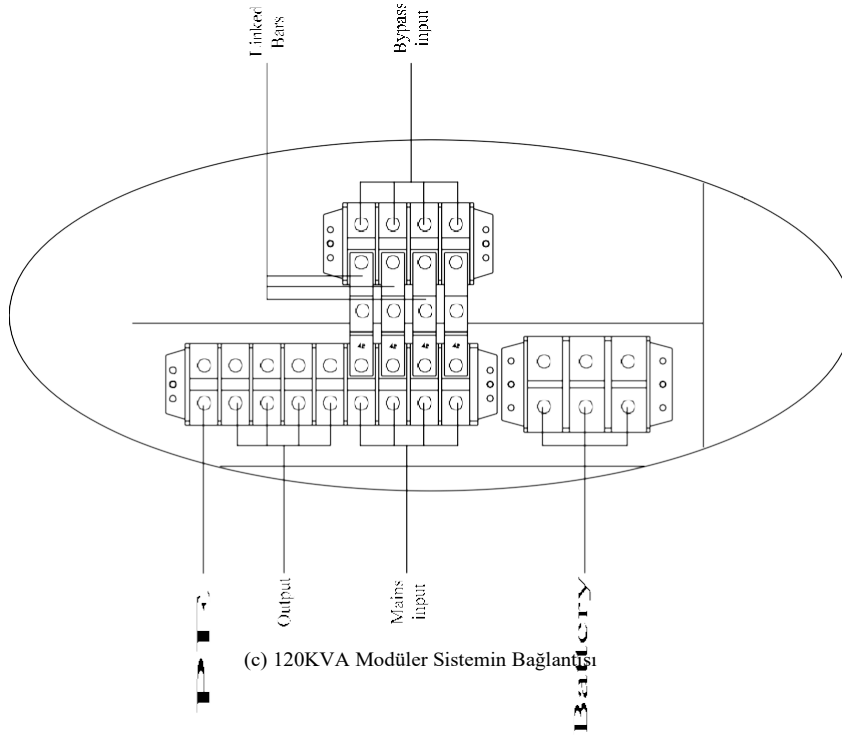 Linked
Bars
Bypass
input
Output
Mains
input
Battery
(c) 120KVA Modüler Sistemin Bağlantısı